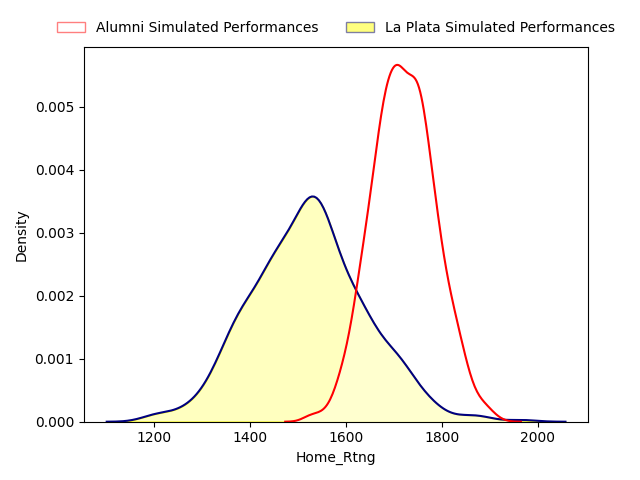 Alumni Simulated Performances
La Plata Simulated Performances
Density
0.005
0.004
0.003
0.002
0.001
0.000
1200 1400 1600 1800 2000
Home_Rtng